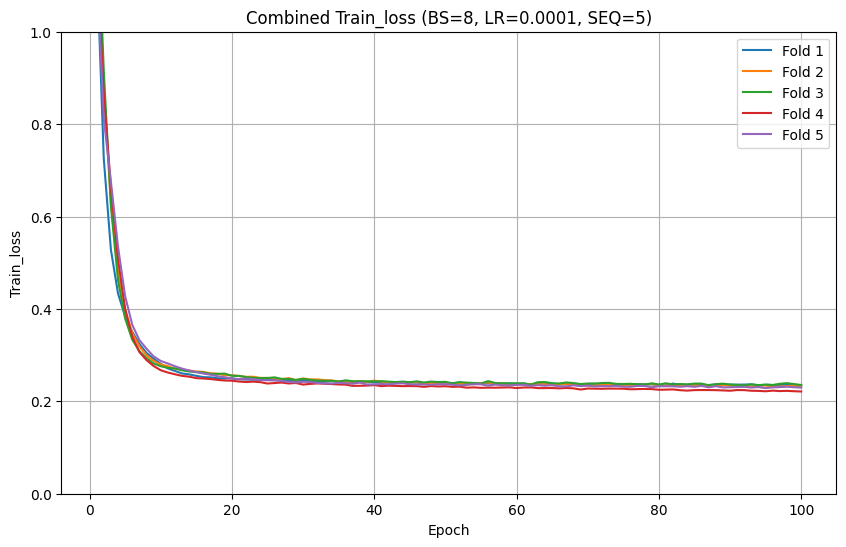 Combined Train_loss (BS=8, LR=0.0001, SEQ=5)
1.0
0.8
0.6
0.4
0.2
0.0
Train_loss
Fold 1
Fold 2
Fold 3
Fold 4
Fold 5
0 20 40 60 80 100
Epoch